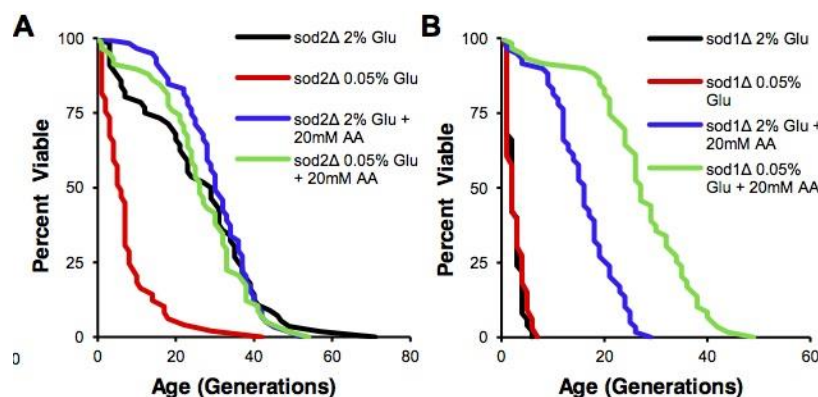 A
100
75
50
25
0
0
20
40
60
80
Percent Viable
Age (Generations)
sod2Δ 2% Glu
sod2Δ 0.05% Glu
sod2Δ 2% Glu +
20mM AA
sod2Δ 0.05% Glu
+ 20mM AA
0
B
100
75
50
25
0
0
20
40
60
Percent Viable
Age (Generations)
sod1Δ 2% Glu
sod1Δ 0.05%
Glu
sod1Δ 2% Glu +
20mM AA
sod1Δ 0.05%
Glu + 20mM AA